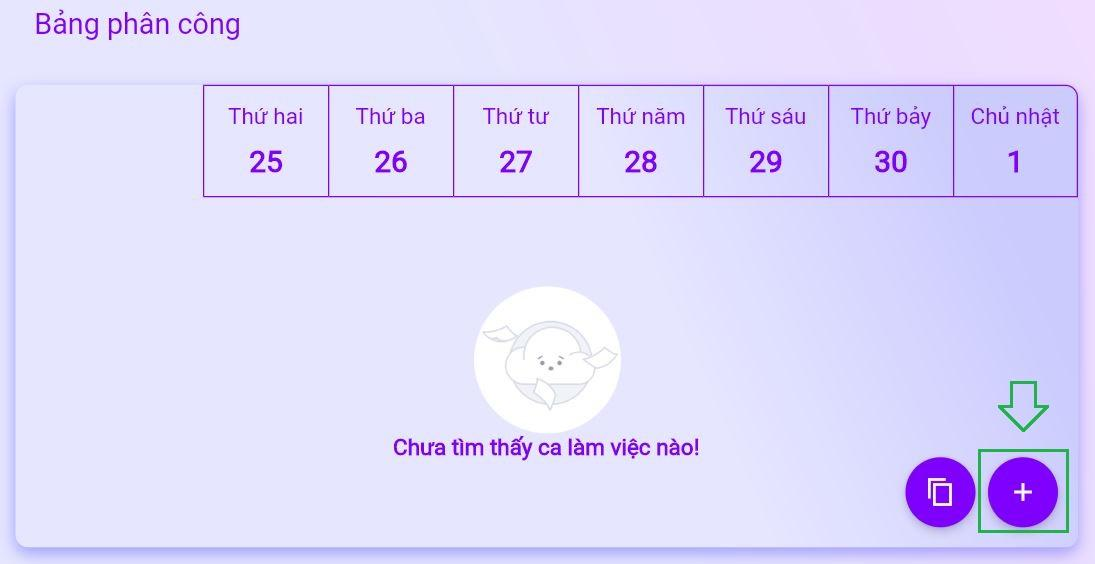 Bảng phân công
Thứ hai Thứ ba Thứ tư Thứ năm Thứ sáu Thứ bảy Chủ nhật
25 26 27 28 29 30 1
Chưa tìm thấy ca làm việc nào!